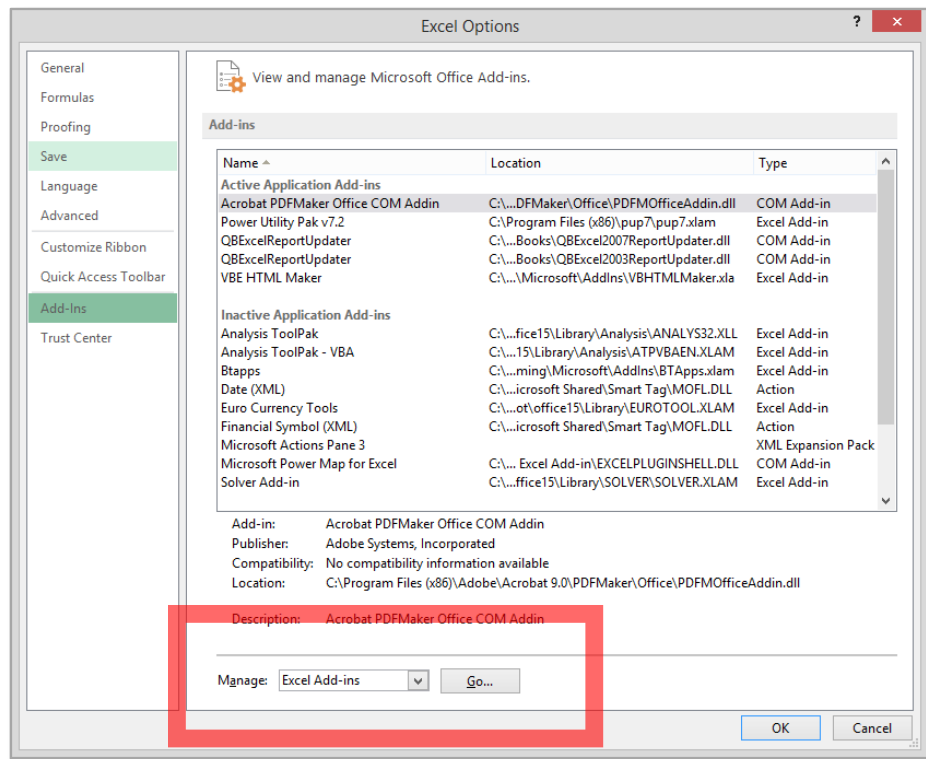 Excel Options
?
General
Formulas
Proofing
Save
Language
Advanced
Customize Ribbon
Quick Access Toolbar
Add-Ins
Trust Center
View and manage Microsoft Office Add-ins.
Add-ins
Name Location Type
Active Application Add-ins
Acrobat PDFMaker Office COM Addin C:\...DFMaker\Office\PDFMOfficeAddin.dll COM Add-in
Power Utility Pak v7.2 C:\Program Files (x86)\pup7\pup7.xlam Excel Add-in
QBExcelReportUpdater C:\...Books\QBExcel2007ReportUpdater.dll COM Add-in
QBExcelReportUpdater C:\...Books\QBExcel2003ReportUpdater.dll COM Add-in
VBE HTML Maker C:\...\Microsoft\AddIns\VBHTMLMaker.xla Excel Add-in
Inactive Application Add-ins
Analysis ToolPak C:\...fice15\Library\Analysis\ANALYS32.XLL Excel Add-in
Analysis ToolPak - VBA C:\...15\Library\Analysis\ATPVBAEN.XLAM Excel Add-in
Btapps C:\...ming\Microsoft\AddIns\BTApps.xlam Excel Add-in
Date (XML) C:\...icrosoft Shared\Smart Tag\MOFL.DLL Action
Euro Currency Tools C:\...ot\office15\Library\EUROTOOL.XLAM Excel Add-in
Financial Symbol (XML) C:\...icrosoft Shared\Smart Tag\MOFL.DLL Action
Microsoft Actions Pane 3 XML Expansion Pack
Microsoft Power Map for Excel C:\... Excel Add-in\EXCELPLUGINSHELL.DLL COM Add-in
Solver Add-in C:\...ffice15\Library\SOLVER\SOLVER.XLAM Excel Add-in
Add-in: Acrobat PDFMaker Office COM Addin
Publisher: Adobe Systems, Incorporated
Compatibility: No compatibility information available
Location: C:\Program Files (x86)\Adobe\Acrobat 9.0\PDFMaker\Office\PDFMOfficeAddin.dll
Description: Acrobat PDFMaker Office COM Addin
Manage: Excel Add-ins Go...
OK Cancel